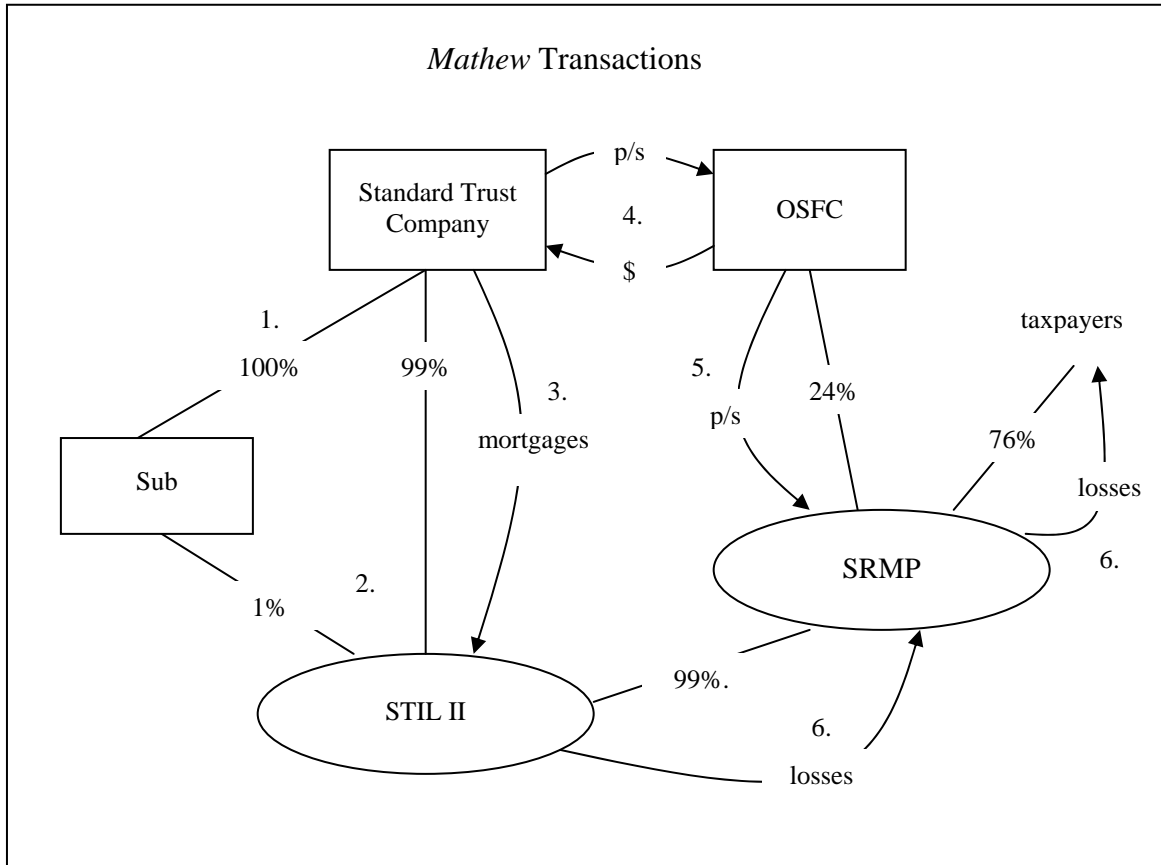 Mathew Transactions
p/s
Standard Trust
Company
4.
OSFC
$
1.
taxpayers
100%
99%
3.
5.
24%
mortgages
p/s
76%
Sub
losses
SRMP
6.
2.
1%
99%.
STIL II
6.
losses